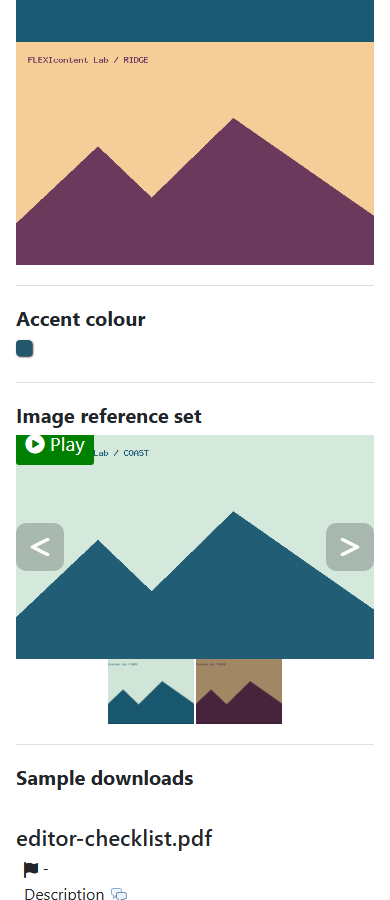 FLEXIcontent Lab / RIDGE
Accent colour
Image reference set
Play
Lab / COAST
<
>
Sample downloads
editor-checklist.pdf
-
Description